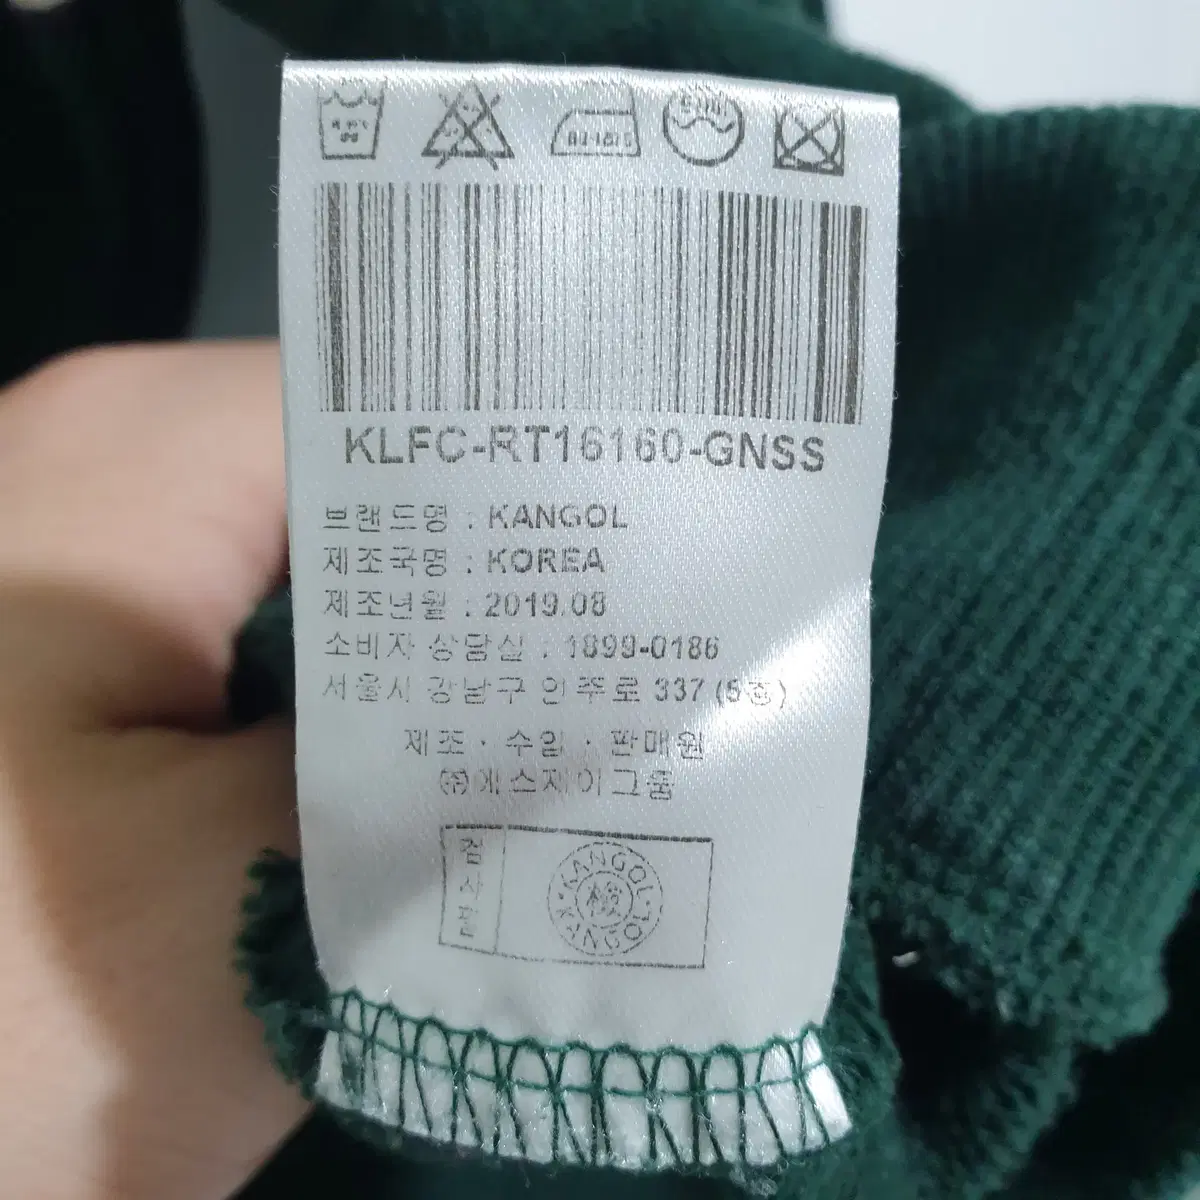 KLFC-RT16160-GNSS
브랜드명 : KANGOL
제조국명 : KOREA
제조년월 : 2019.08
소비자 상담실 : 1899-0186
서울시 강남구 언주로 337 (5층)
제조 · 수입 · 판매원
㈜에스제이그룹
검사필
KANGOL · KANGOL ·